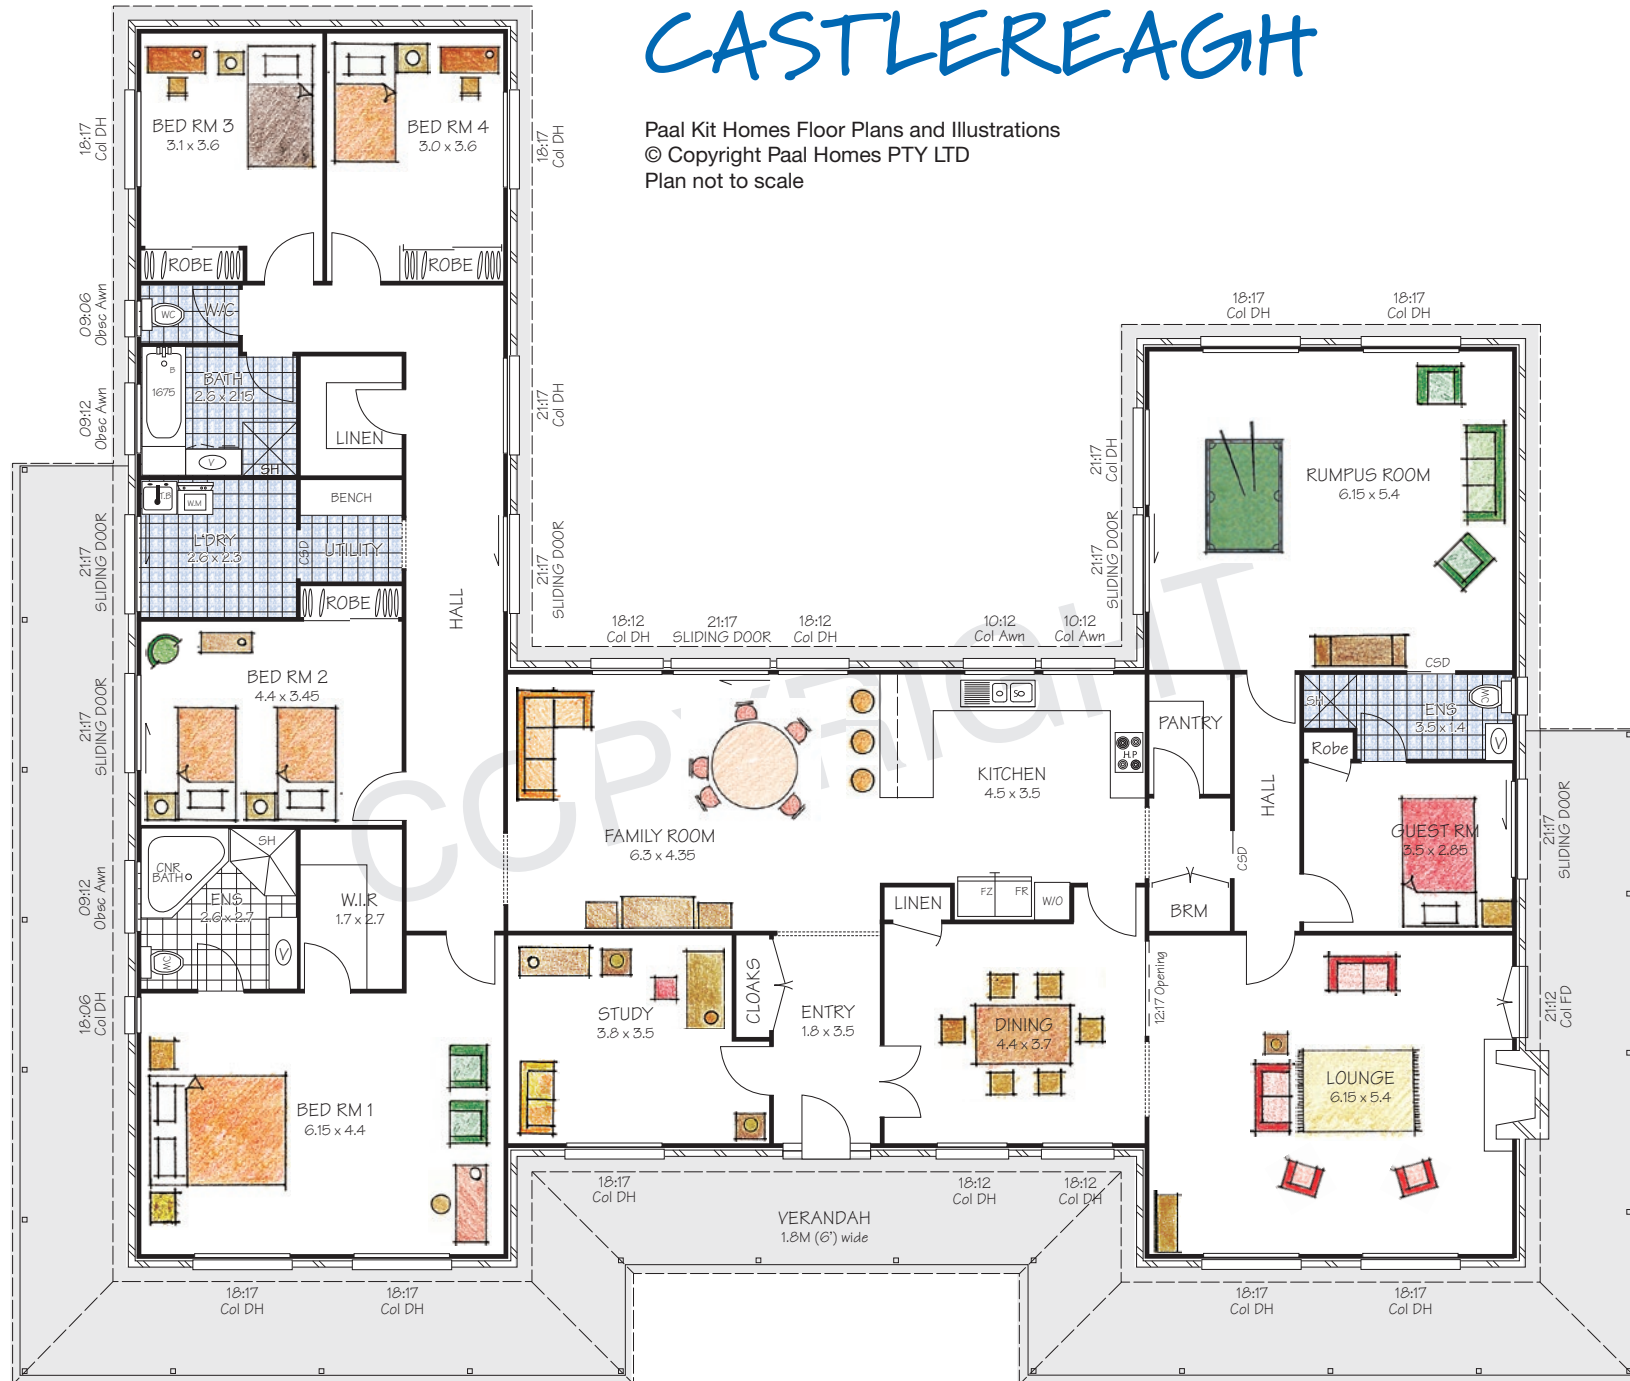 CASTLEREAGH
Paal Kit Homes Floor Plans and Illustrations
© Copyright Paal Homes PTY LTD
Plan not to scale
BED RM 3
3.1 x 3.6
BED RM 4
3.0 x 3.6
18:17
Col DH
18:17
Col DH
ROBE
ROBE
09:06
Obsc Awn
WC
W/C
BATH
2.6 x 2.15
B
1675
V
SH
09:12
Obsc Awn
LINEN
21:17
Col DH
T.B
W.M
BENCH
L'DRY
2.6 x 2.3
CSD
UTILITY
21:17
SLIDING DOOR
21:17
SLIDING DOOR
ROBE
HALL
BED RM 2
4.4 x 3.45
21:17
SLIDING DOOR
CNR
BATH
SH
ENS
2.6 x 2.7
WC
V
09:12
Obsc Awn
W.I.R
1.7 x 2.7
18:06
Col DH
BED RM 1
6.15 x 4.4
18:17
Col DH
18:17
Col DH
18:12
Col DH
21:17
SLIDING DOOR
18:12
Col DH
10:12
Col Awn
10:12
Col Awn
FAMILY ROOM
6.3 x 4.35
KITCHEN
4.5 x 3.5
H.P
PANTRY
LINEN
FZ
FR
W/O
BRM
CSD
HALL
STUDY
3.8 x 3.5
CLOAKS
ENTRY
1.8 x 3.5
DINING
4.4 x 3.7
12:17 Opening
18:17
Col DH
18:12
Col DH
18:12
Col DH
VERANDAH
1.8M (6') wide
18:17
Col DH
18:17
Col DH
21:17
Col DH
21:17
SLIDING DOOR
RUMPUS ROOM
6.15 x 5.4
CSD
SH
ENS
3.5 x 1.4
WC
V
Robe
GUEST RM
3.5 x 2.85
21:17
SLIDING DOOR
LOUNGE
6.15 x 5.4
21:12
Col FD
18:17
Col DH
18:17
Col DH
COPYRIGHT